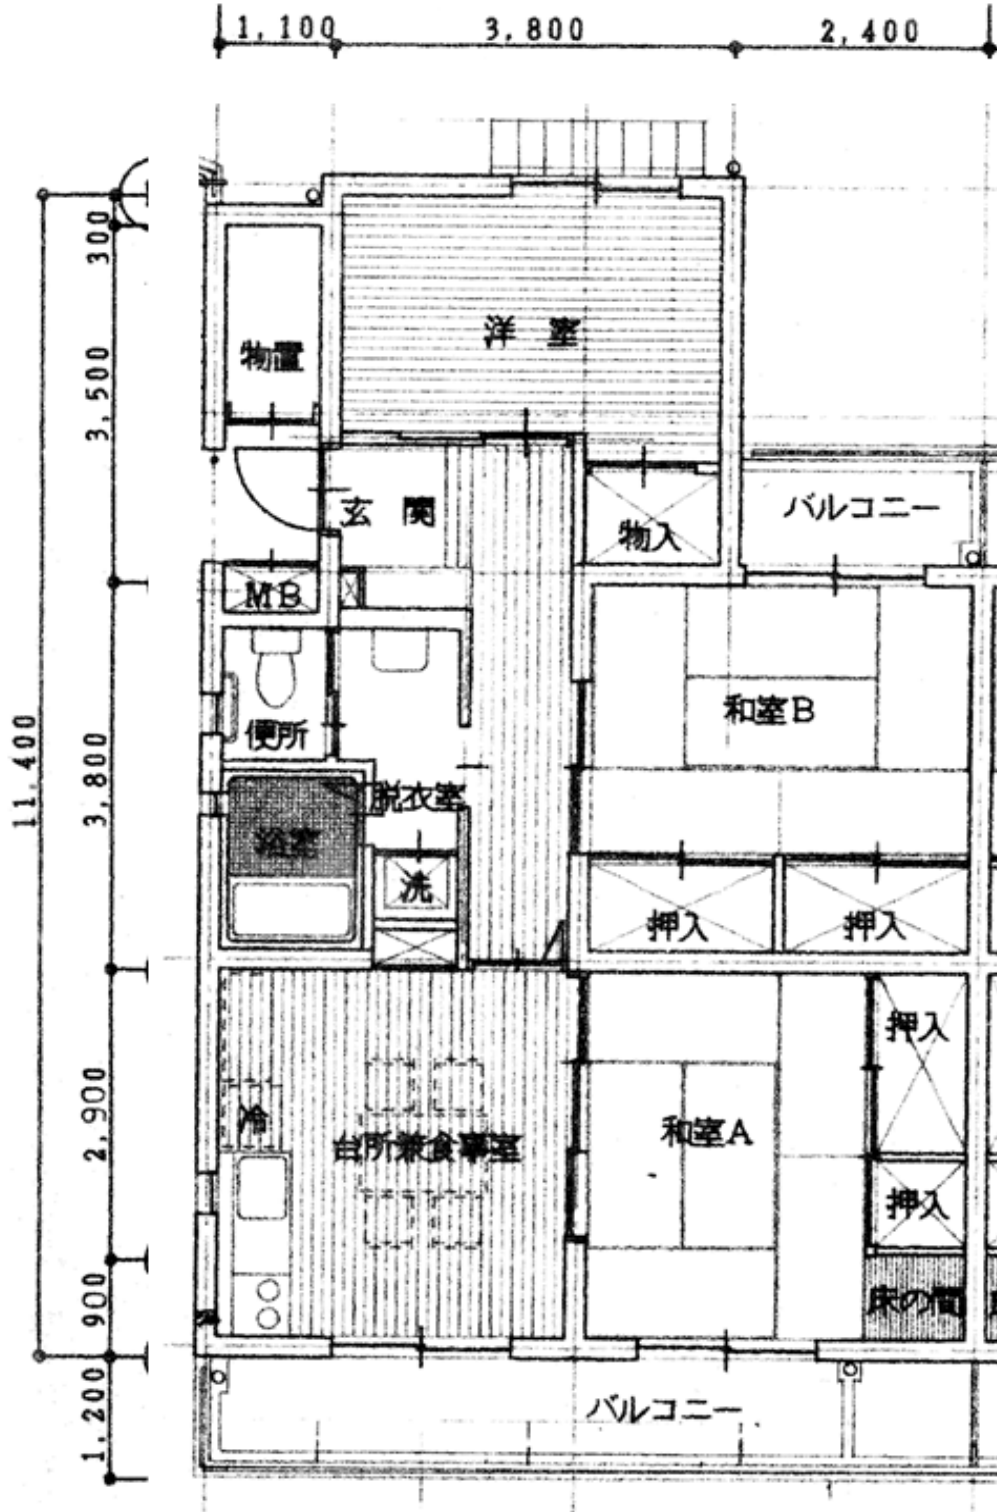 1,100 3,800 2,400
300
3,500
3,800
2,900
900
1,200
11,400
洋 室
物置
玄 関
物入
バルコニー
MB
便所
和室B
脱衣室
浴室
洗
押入 押入
押入
冷
台所兼食事室
和室A
押入
床の間
バルコニー